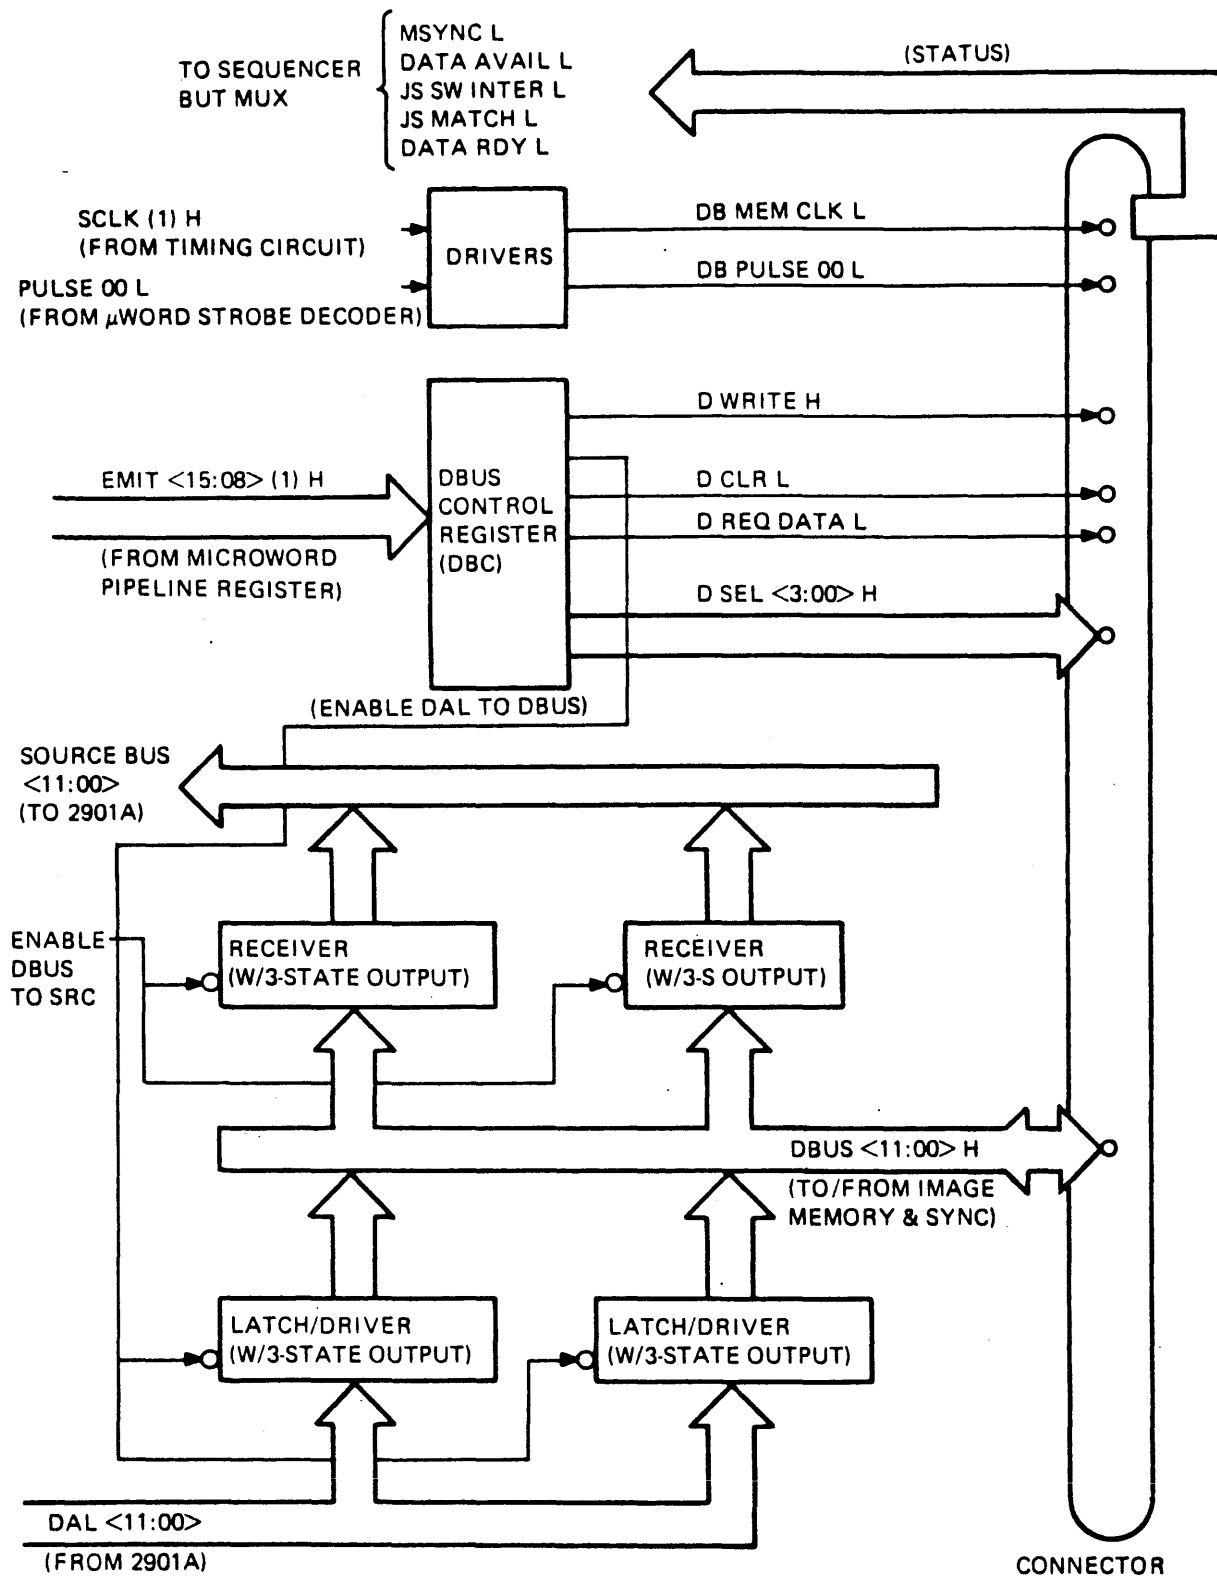 TO SEQUENCER
BUT MUX
MSYNC L
DATA AVAIL L
JS SW INTER L
JS MATCH L
DATA RDY L
(STATUS)
SCLK (1) H
(FROM TIMING CIRCUIT)
PULSE 00 L
(FROM μWORD STROBE DECODER)
DRIVERS
DB MEM CLK L
DB PULSE 00 L
EMIT <15:08> (1) H
(FROM MICROWORD
PIPELINE REGISTER)
DBUS
CONTROL
REGISTER
(DBC)
D WRITE H
D CLR L
D REQ DATA L
D SEL <3:00> H
(ENABLE DAL TO DBUS)
SOURCE BUS
<11:00>
(TO 2901A)
ENABLE
DBUS
TO SRC
RECEIVER
(W/3-STATE OUTPUT)
RECEIVER
(W/3-S OUTPUT)
DBUS <11:00> H
(TO/FROM IMAGE
MEMORY & SYNC)
LATCH/DRIVER
(W/3-STATE OUTPUT)
LATCH/DRIVER
(W/3-STATE OUTPUT)
DAL <11:00>
(FROM 2901A)
CONNECTOR